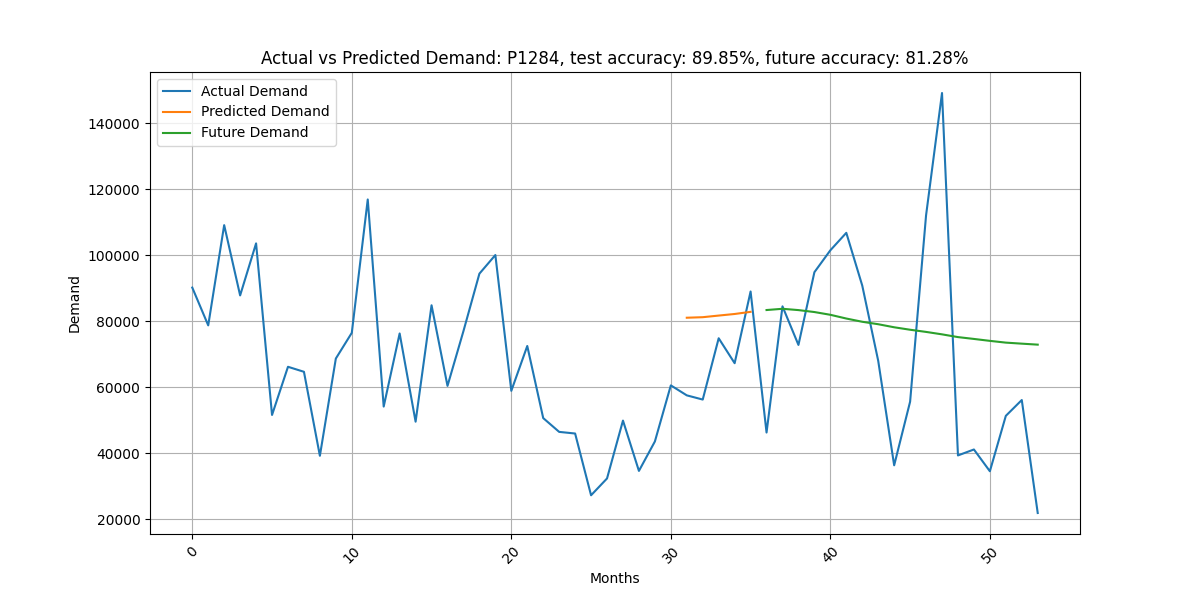 Actual vs Predicted Demand: P1284, test accuracy: 89.85%, future accuracy: 81.28%
Actual Demand
Predicted Demand
Future Demand
140000
120000
100000
80000
60000
40000
20000
Demand
0
10
20
30
40
50
Months